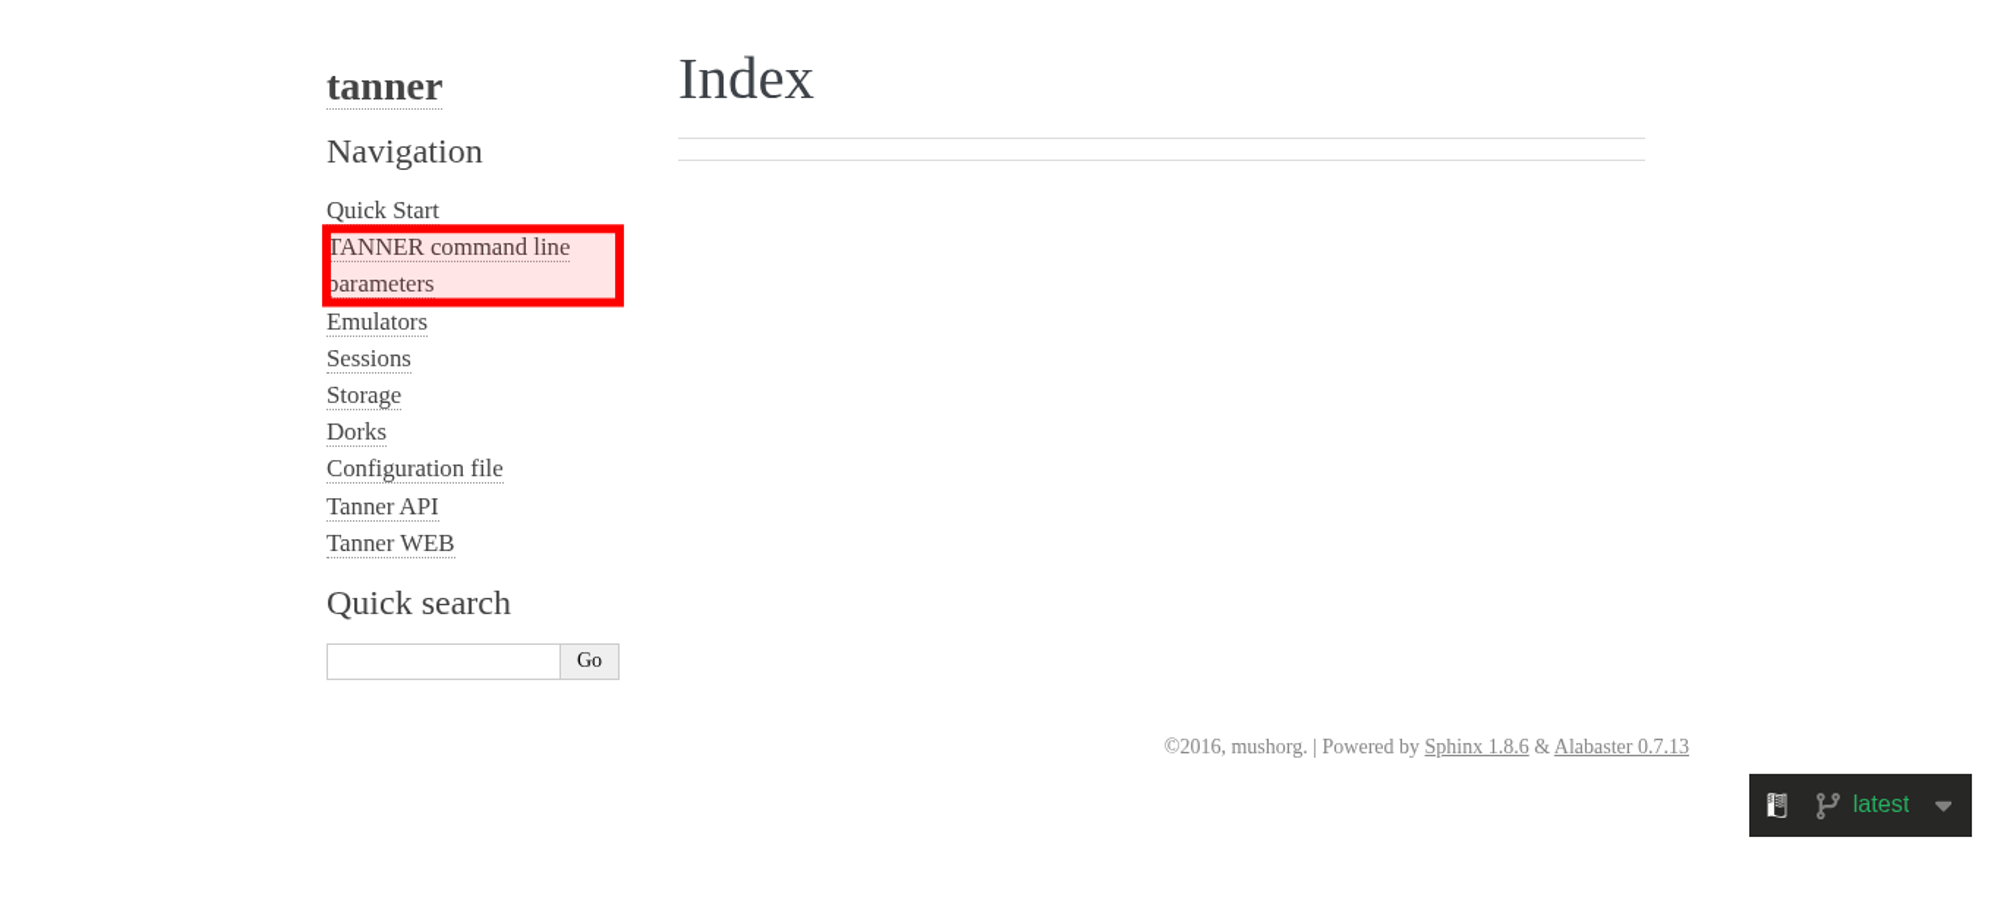 tanner
Navigation
Quick Start
TANNER command line
parameters
Emulators
Sessions
Storage
Dorks
Configuration file
Tanner API
Tanner WEB
Quick search
Go
Index
©2016, mushorg. | Powered by Sphinx 1.8.6 & Alabaster 0.7.13
latest